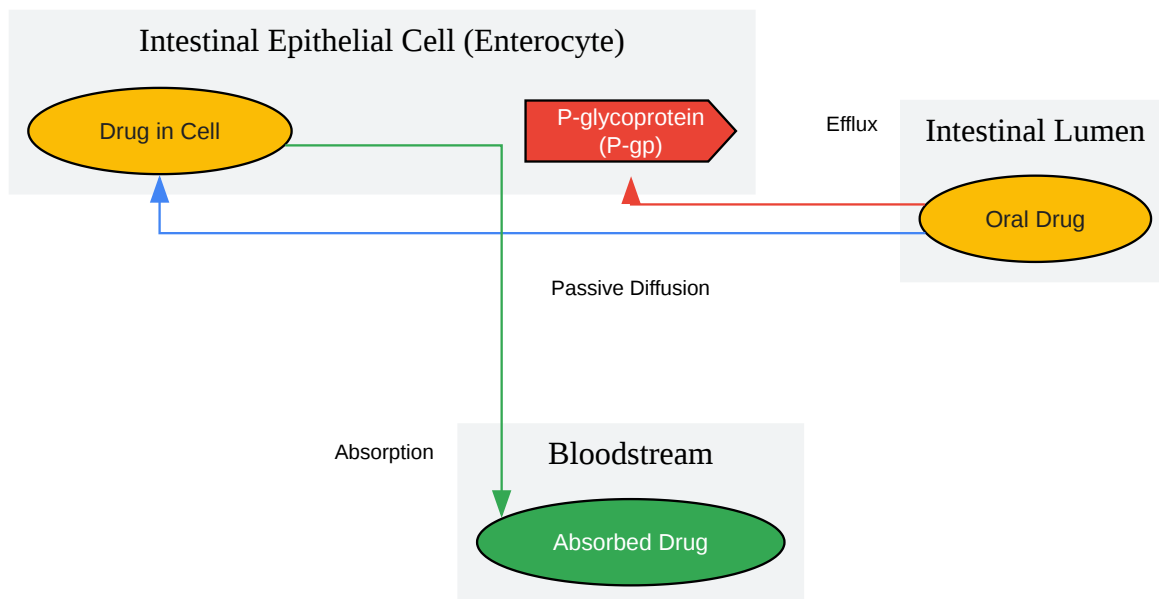 Intestinal Epithelial Cell (Enterocyte)
Drug in Cell
P-glycoprotein
(P-gp)
Efflux
Intestinal Lumen
Oral Drug
Passive Diffusion
Absorption
Bloodstream
Absorbed Drug